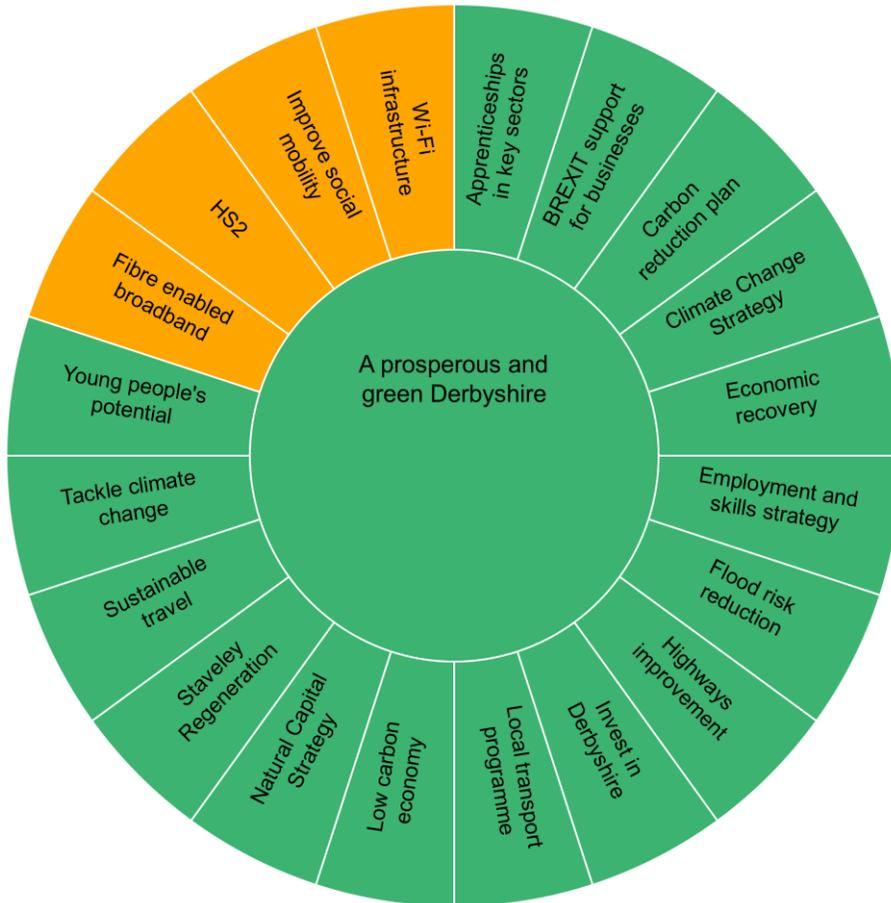 A prosperous and
green Derbyshire
Apprenticeships
in key sectors
BREXIT support
for businesses
Carbon
reduction plan
Climate Change
Strategy
Economic
recovery
Employment and
skills strategy
Flood risk
reduction
Highways
improvement
Invest in
Derbyshire
Local transport
programme
Low carbon
economy
Natural Capital
Strategy
Staveley
Regeneration
Sustainable
travel
Tackle climate
change
Young people's
potential
Fibre enabled
broadband
HS2
Improve social
mobility
Wi-Fi
infrastructure